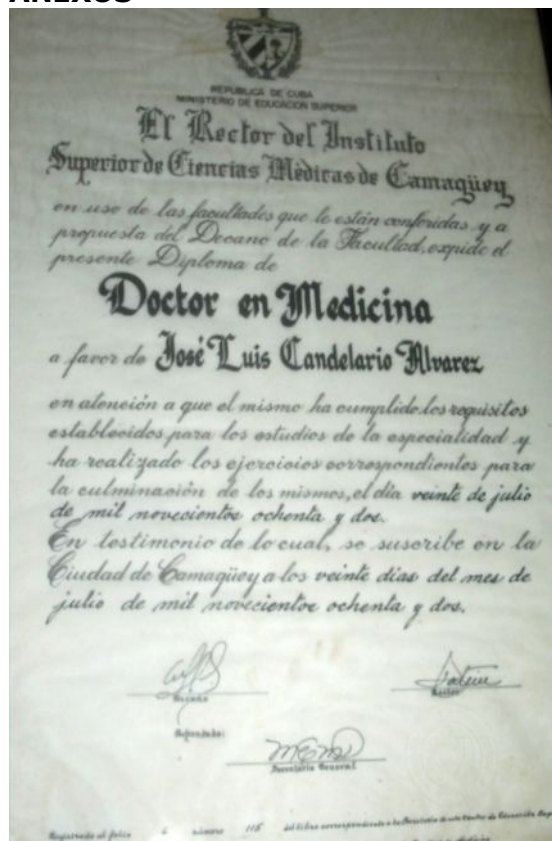 ANEXOS
REPUBLICA DE CUBA
MINISTERIO DE EDUCACION SUPERIOR
El Rector del Instituto
Superior de Ciencias Médicas de Camagüey
en uso de las facultades que le están conferidas y a
propuesta del Decano de la Facultad, expide el
presente Diploma de
Doctor en Medicina
a favor de José Luis Candelario Alvarez
en atención a que el mismo ha cumplido los requisitos
establecidos para los estudios de la especialidad y
ha realizado los ejercicios correspondientes para
la culminación de los mismos, el día veinte de julio
de mil novecientos ochenta y dos.
En testimonio de lo cual, se suscribe en la
Ciudad de Camagüey a los veinte días del mes de
julio de mil novecientos ochenta y dos.
Decano
Rector
Refrendado:
Secretario General
Registrado al folio 6 número 115 del libro correspondiente a la Secretaría de este Centro de Educación